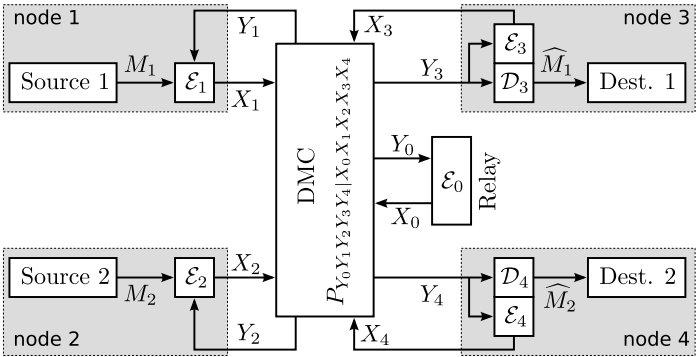 node 1
Source 1
M₁
ℰ₁
Y₁
X₁
DMC
P_{Y₀Y₁Y₂Y₃Y₄|X₀X₁X₂X₃X₄}
X₃
Y₃
node 3
ℰ₃
𝒟₃
M̂₁
Dest. 1
Y₀
ℰ₀
X₀
Relay
Source 2
M₂
ℰ₂
X₂
Y₂
node 2
Y₄
X₄
𝒟₄
ℰ₄
M̂₂
Dest. 2
node 4